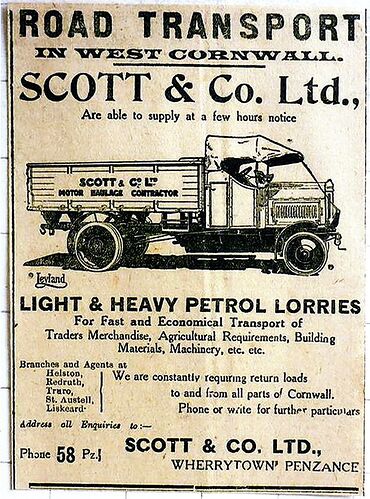 ROAD TRANSPORT
IN WEST CORNWALL.
SCOTT & Co. Ltd.,
Are able to supply at a few hours notice
SCOTT & Co LTD
MOTOR HAULAGE CONTRACTOR
Leyland
LIGHT & HEAVY PETROL LORRIES
For Fast and Economical Transport of
Traders Merchandise, Agricultural Requirements, Building
Materials, Machinery, etc. etc.
Branches and Agents at
Helston,
Redruth,
Truro,
St. Austell,
Liskeard.
We are constantly requiring return loads
to and from all parts of Cornwall.
Phone or write for further particulars
Address all Enquiries to:-
Phone 58 Pz.
SCOTT & CO. LTD.,
WHERRYTOWN PENZANCE